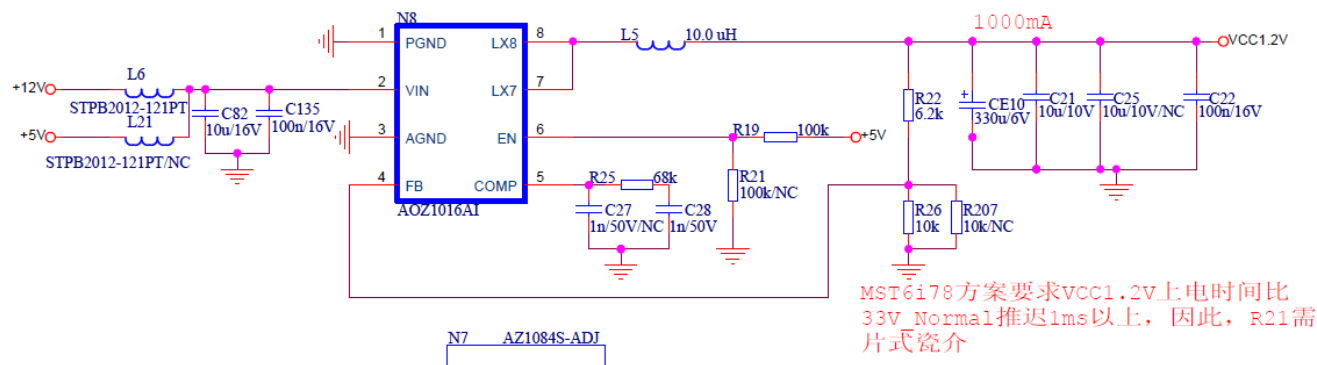 N8
1000mA
1
PGND
LX8
8
L5
10.0 uH
VCC1.2V
L6
+12V
STPB2012-121PT
2
VIN
LX7
7
C82
10u/16V
C135
100n/16V
R22
6.2k
+
CE10
330u/6V
C21
10u/10V
C25
10u/10V/NC
C22
100n/16V
L21
+5V
STPB2012-121PT/NC
3
AGND
EN
6
R19
100k
+5V
4
FB
COMP
5
R25
68k
R21
100k/NC
AOZ1016AI
C27
1n/50V/NC
C28
1n/50V
R26
10k
R207
10k/NC
MST6i78方案要求VCC1.2V上电时间比
33V_Normal推迟1ms以上，因此，R21需
片式瓷介
N7 AZ1084S-ADJ